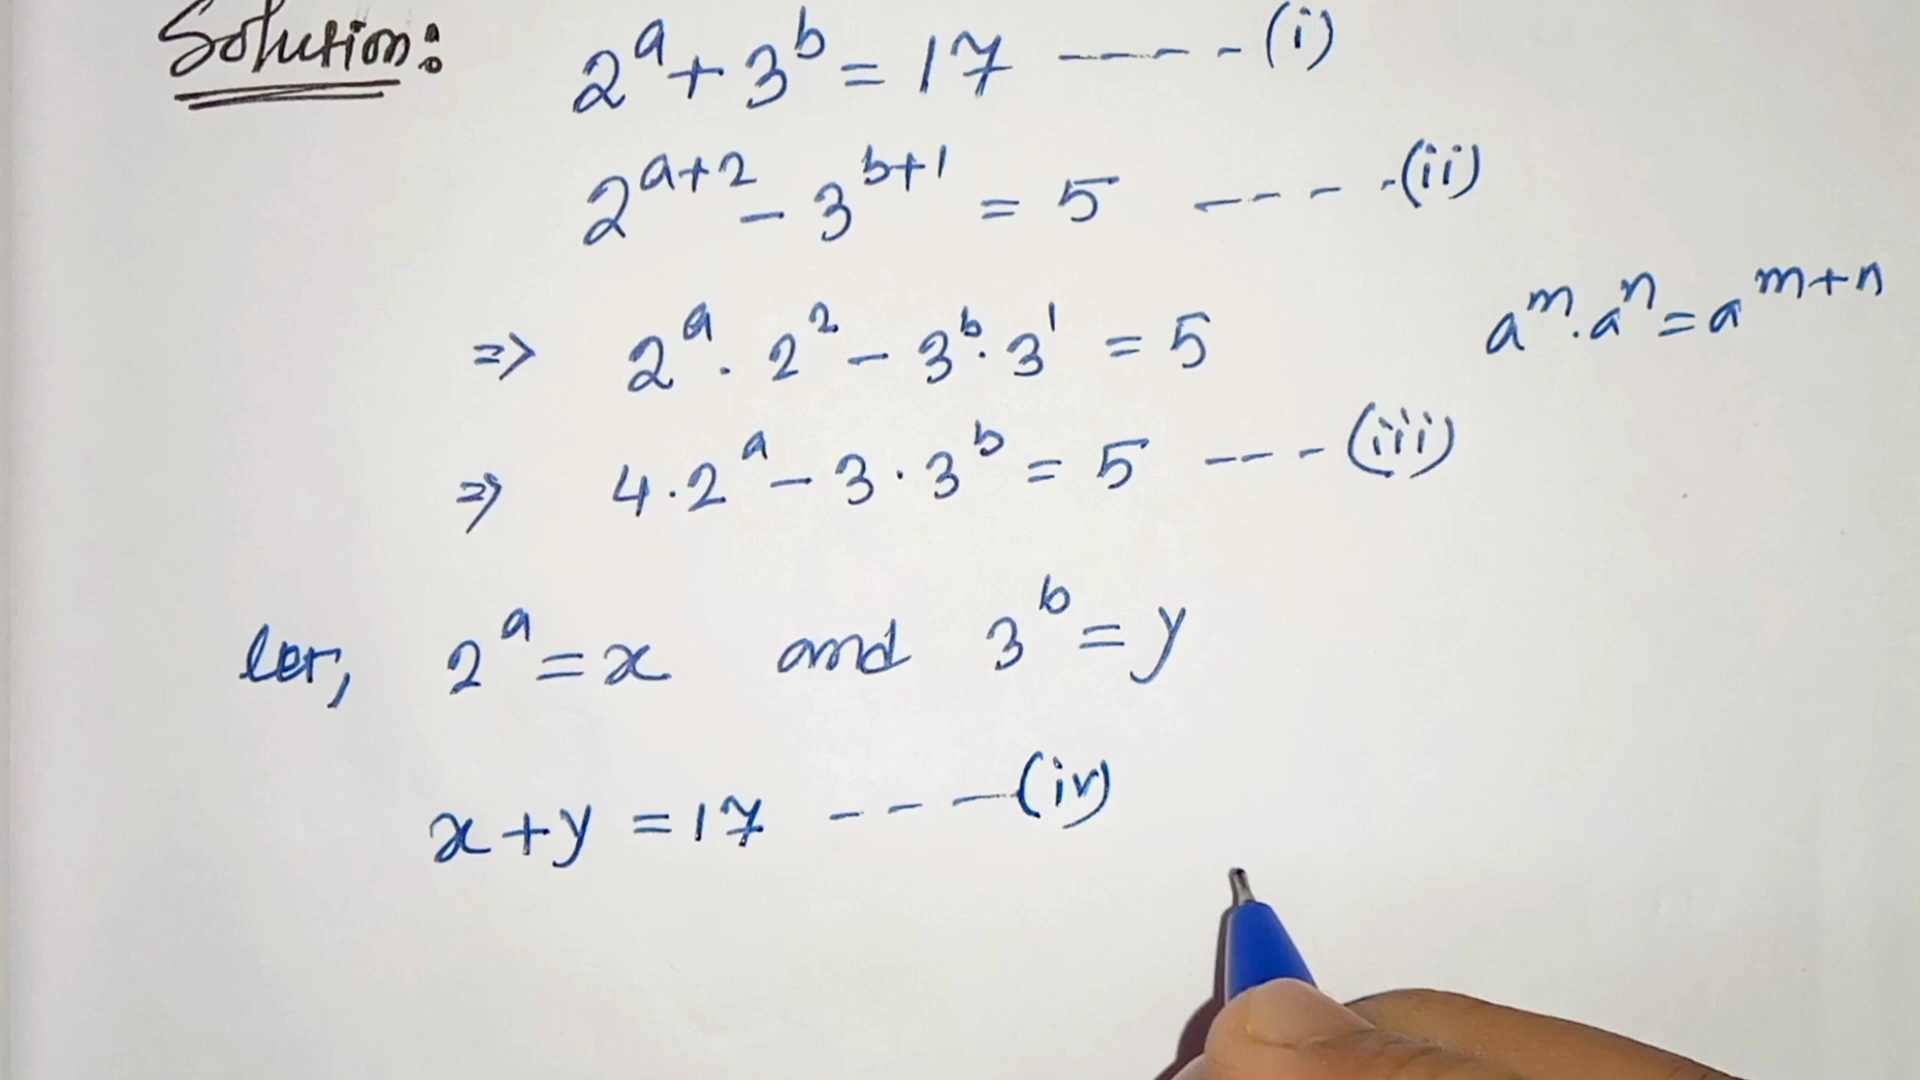 Solution:
2^a + 3^b = 17 ---- (i)
2^(a+2) - 3^(b+1) = 5 ---- (ii)
=> 2^a . 2^2 - 3^b . 3^1 = 5
a^m . a^n = a^(m+n)
=> 4 . 2^a - 3 . 3^b = 5 --- (iii)
let, 2^a = x and 3^b = y
x + y = 17 --- (iv)